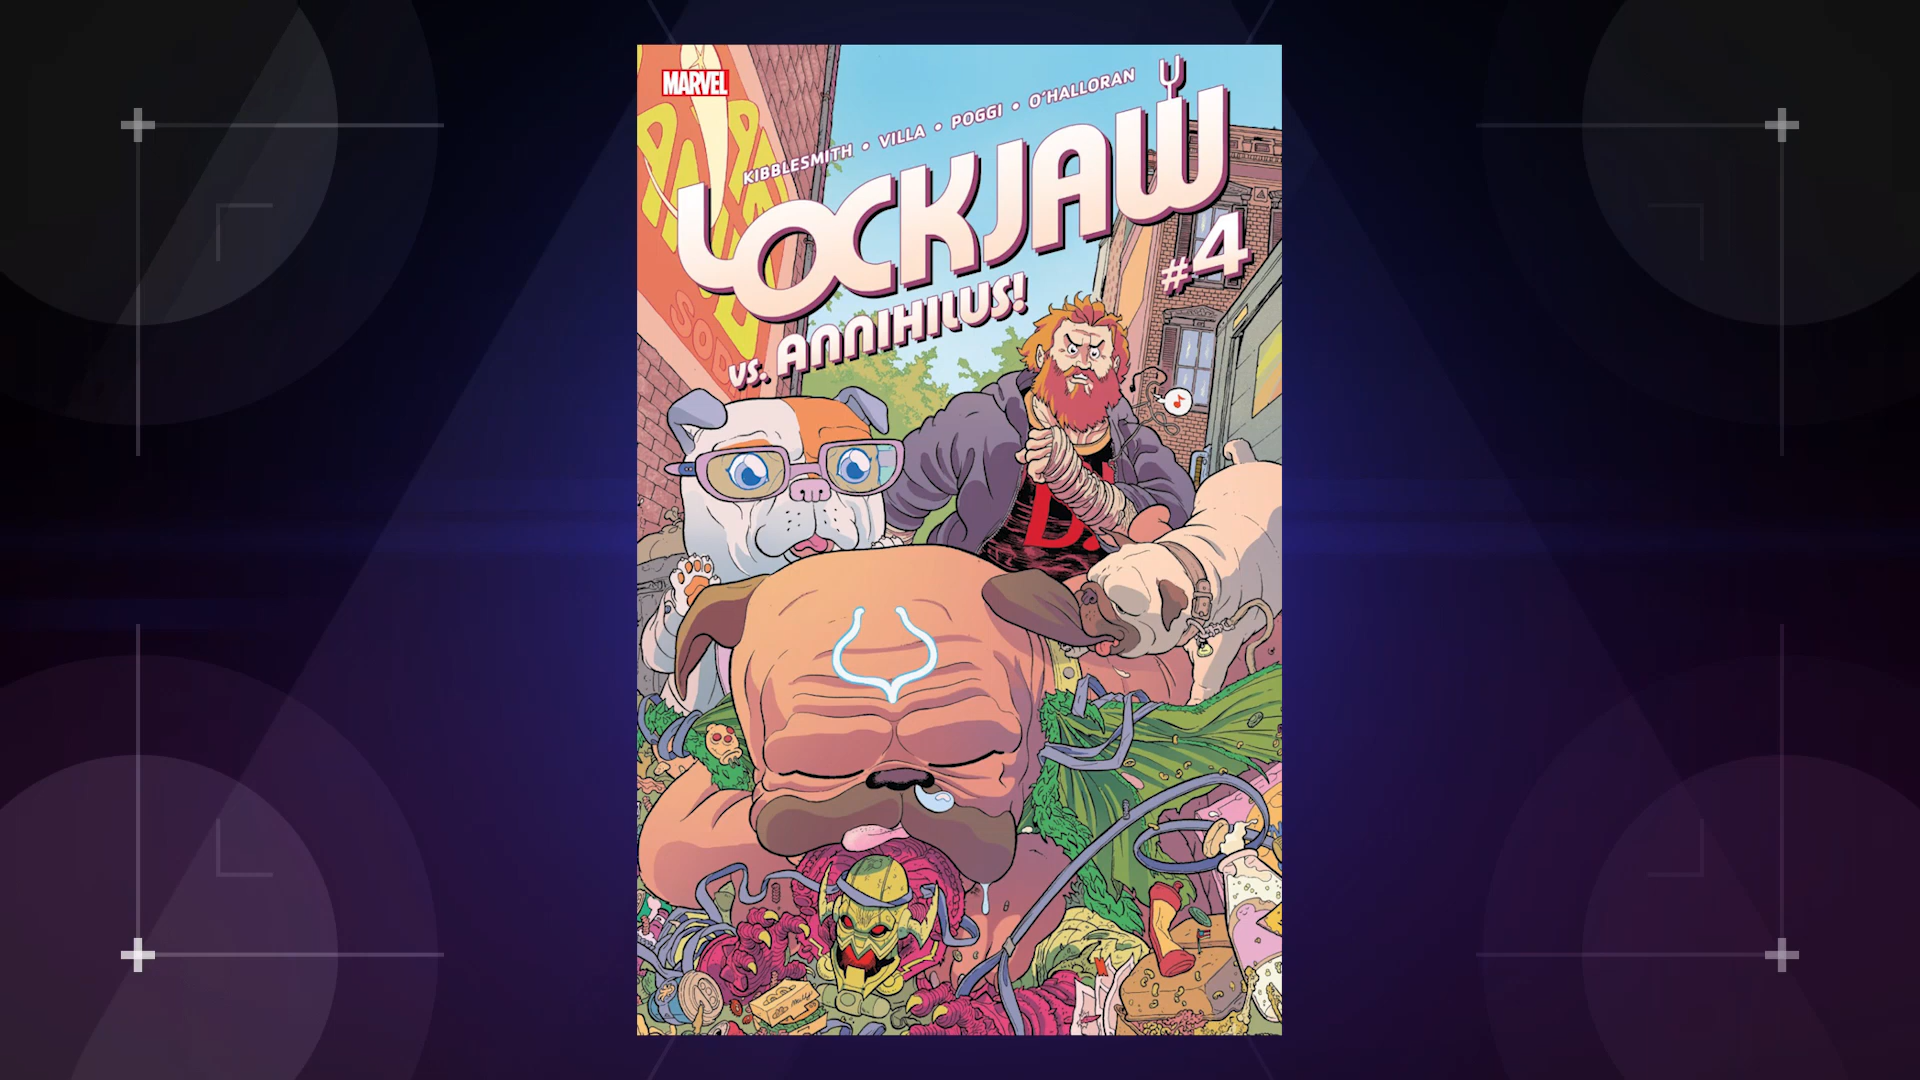 MARVEL
KIBBLESMITH • VILLA • POGGI • O'HALLORAN
LOCKJAW
#4
VS. ANNIHILUS!
D.